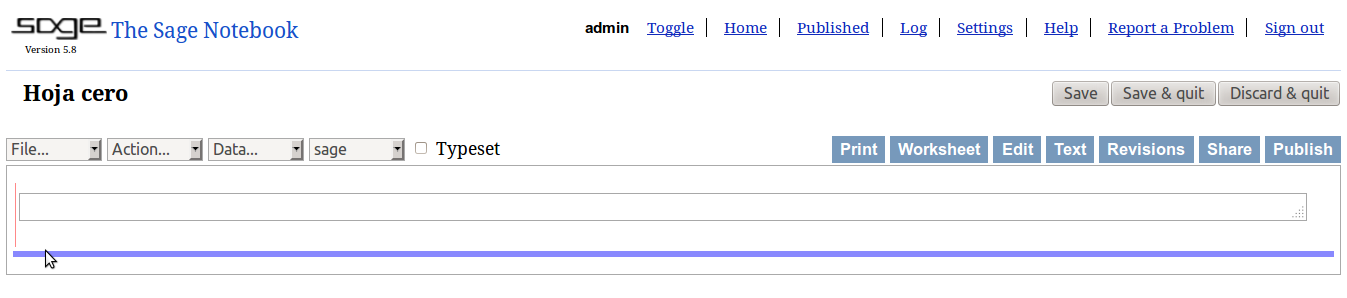 sage The Sage Notebook admin Toggle Home Published Log Settings Help Report a Problem Sign out
Version 5.8
Hoja cero Save Save & quit Discard & quit
File... Action... Data... sage Typeset Print Worksheet Edit Text Revisions Share Publish